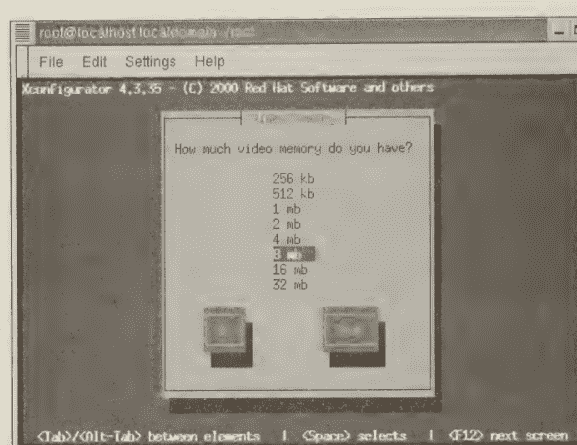 root@localhost.localdomain: /root
File Edit Settings Help
Xconfigurator 4.3.35 - (C) 2000 Red Hat Software and others
How much video memory do you have?
256 kb
512 kb
1 mb
2 mb
4 mb
8 mb
16 mb
32 mb
<Tab>/<Alt-Tab> between elements | <Space> selects | <F12> next screen